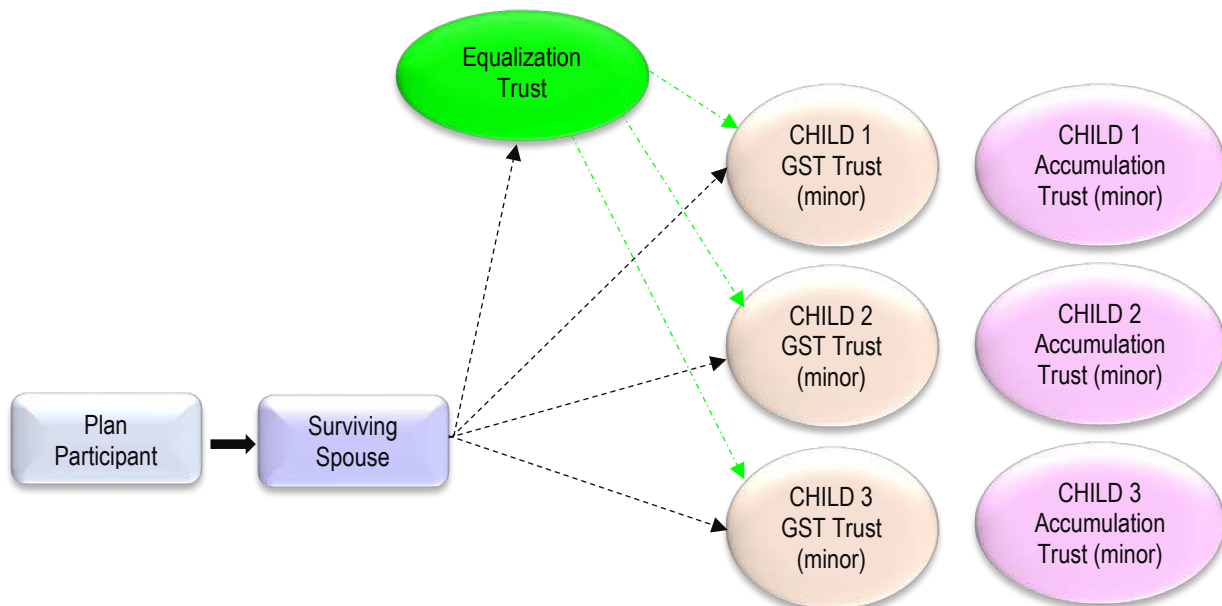 Equalization
Trust
CHILD 1
GST Trust
(minor)
CHILD 1
Accumulation
Trust (minor)
CHILD 2
GST Trust
(minor)
CHILD 2
Accumulation
Trust (minor)
Plan
Participant
Surviving
Spouse
CHILD 3
GST Trust
(minor)
CHILD 3
Accumulation
Trust (minor)